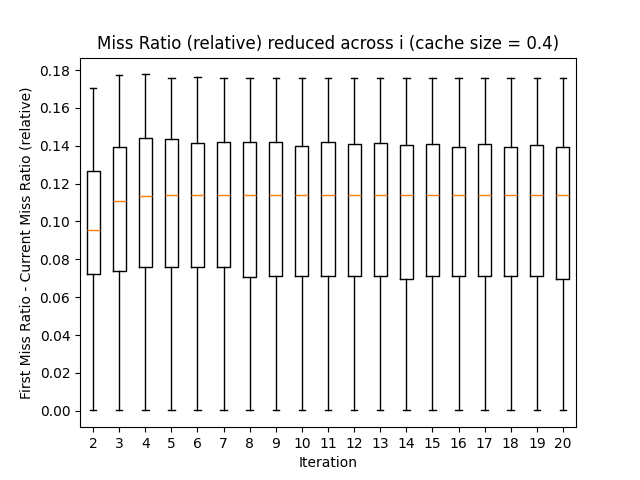 Miss Ratio (relative) reduced across i (cache size = 0.4)
First Miss Ratio - Current Miss Ratio (relative)
0.18
0.16
0.14
0.12
0.10
0.08
0.06
0.04
0.02
0.00
2 3 4 5 6 7 8 9 10 11 12 13 14 15 16 17 18 19 20
Iteration